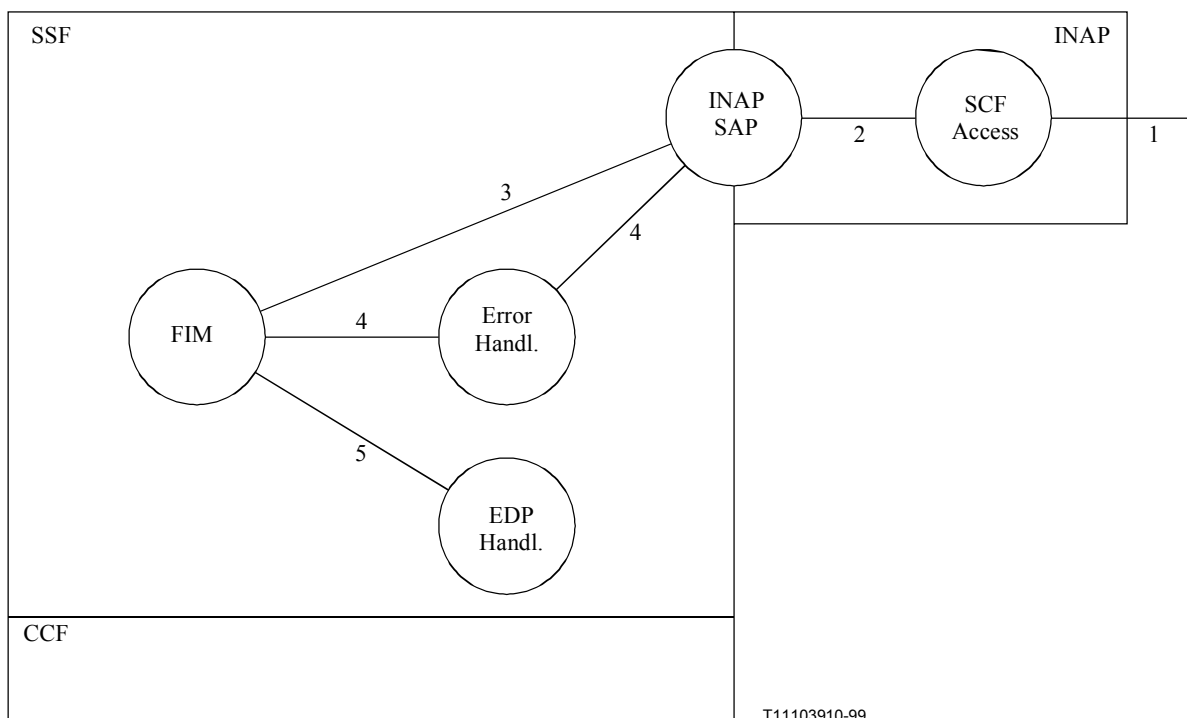 SSF
INAP
INAP
SAP
SCF
Access
2
1
3
4
FIM
4
Error
Handl.
5
EDP
Handl.
CCF
T11103910-99